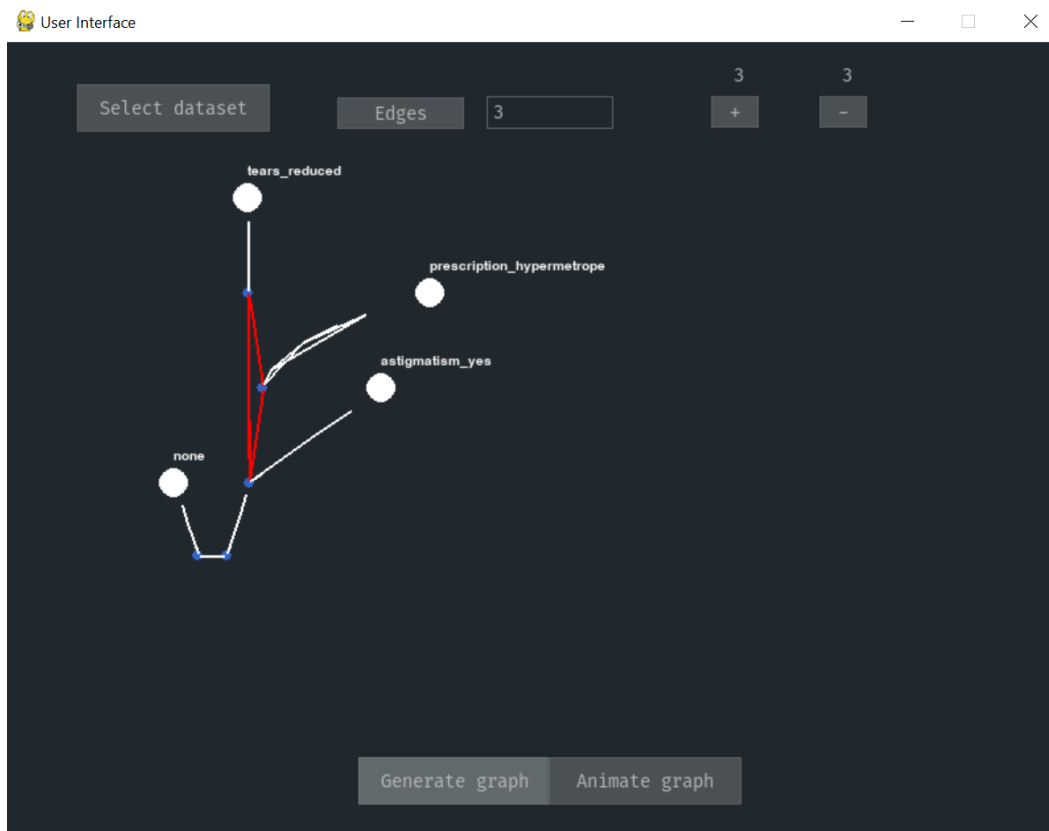 User Interface
3 3
Select dataset
Edges 3 + -
tears_reduced
prescription_hypermetrope
astigmatism_yes
none
Generate graph Animate graph